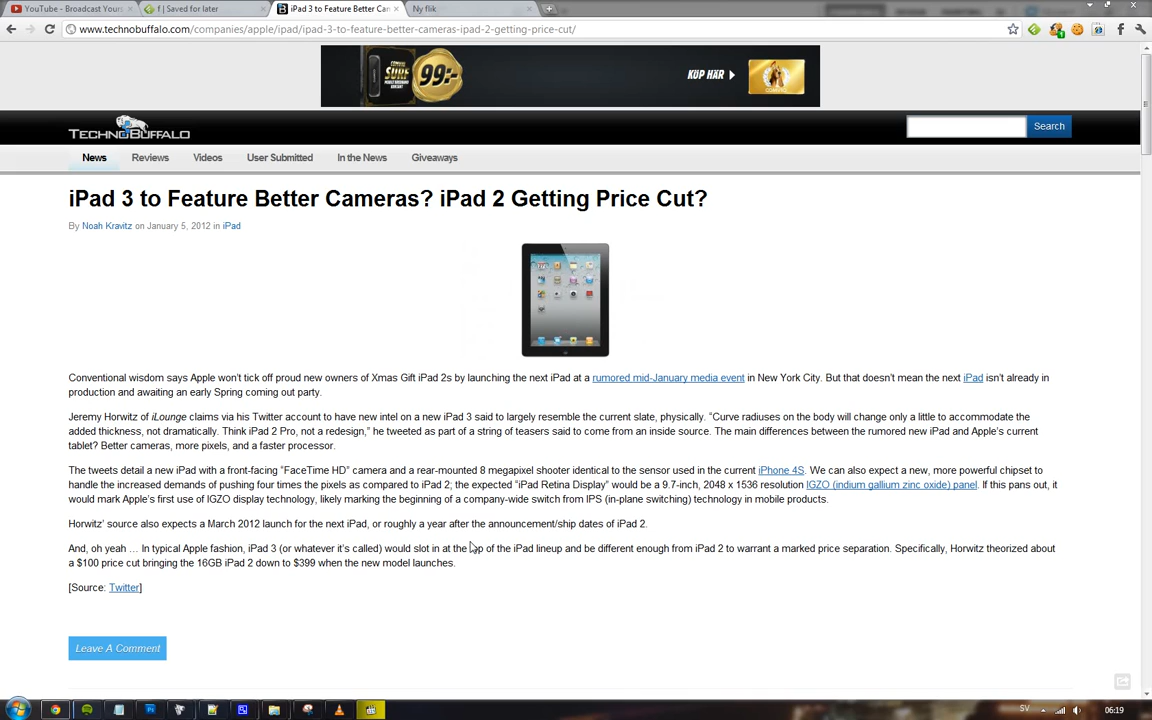 YouTube - Broadcast Yours
f | Saved for later
iPad 3 to Feature Better Can
Ny flik
www.technobuffalo.com/companies/apple/ipad/ipad-3-to-feature-better-cameras-ipad-2-getting-price-cut/
SURF
99:-
KÖP HÄR
COMVIQ
TECHNOBUFFALO
Search
News
Reviews
Videos
User Submitted
In the News
Giveaways
iPad 3 to Feature Better Cameras? iPad 2 Getting Price Cut?
By Noah Kravitz on January 5, 2012 in iPad
Conventional wisdom says Apple won't tick off proud new owners of Xmas Gift iPad 2s by launching the next iPad at a rumored mid-January media event in New York City. But that doesn't mean the next iPad isn't already in
production and awaiting an early Spring coming out party.
Jeremy Horwitz of iLounge claims via his Twitter account to have new intel on a new iPad 3 said to largely resemble the current slate, physically. "Curve radiuses on the body will change only a little to accommodate the
added thickness, not dramatically. Think iPad 2 Pro, not a redesign," he tweeted as part of a string of teasers said to come from an inside source. The main differences between the rumored new iPad and Apple's current
tablet? Better cameras, more pixels, and a faster processor.
The tweets detail a new iPad with a front-facing "FaceTime HD" camera and a rear-mounted 8 megapixel shooter identical to the sensor used in the current iPhone 4S. We can also expect a new, more powerful chipset to
handle the increased demands of pushing four times the pixels as compared to iPad 2; the expected "iPad Retina Display" would be a 9.7-inch, 2048 x 1536 resolution IGZO (indium gallium zinc oxide) panel. If this pans out, it
would mark Apple's first use of IGZO display technology, likely marking the beginning of a company-wide switch from IPS (in-plane switching) technology in mobile products.
Horwitz' source also expects a March 2012 launch for the next iPad, or roughly a year after the announcement/ship dates of iPad 2.
And, oh yeah … In typical Apple fashion, iPad 3 (or whatever it's called) would slot in at the top of the iPad lineup and be different enough from iPad 2 to warrant a marked price separation. Specifically, Horwitz theorized about
a $100 price cut bringing the 16GB iPad 2 down to $399 when the new model launches.
[Source: Twitter]
Leave A Comment
SV
06:19